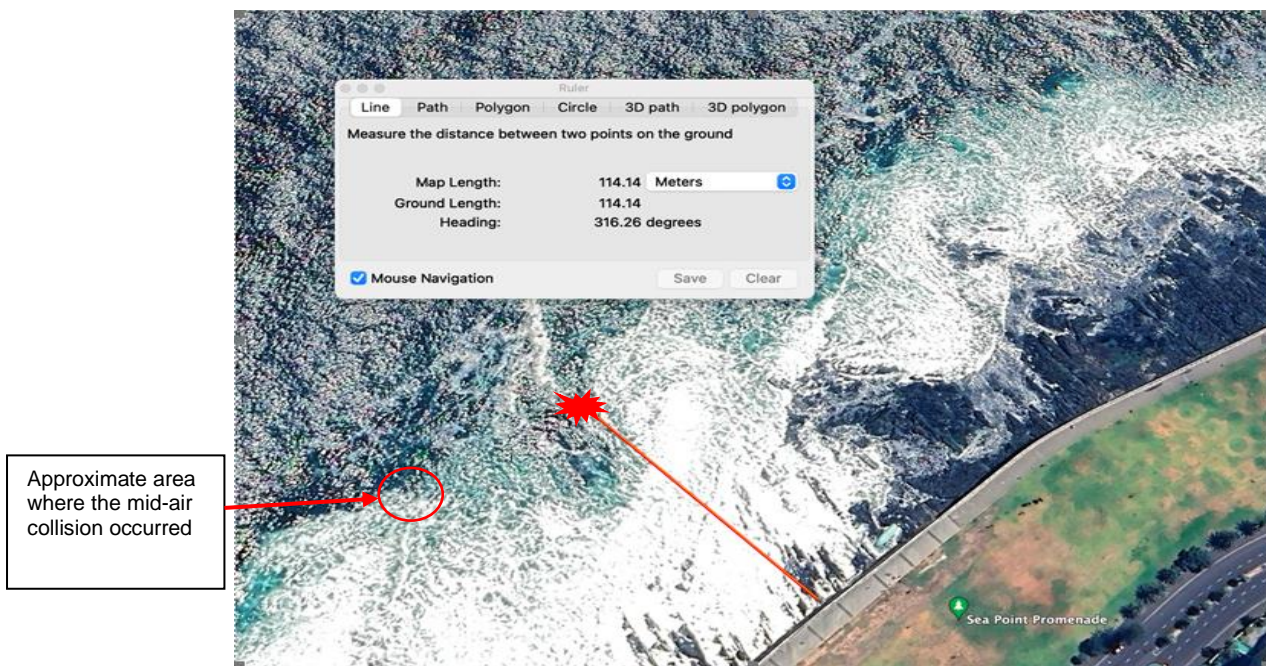 Ruler
Line Path Polygon Circle 3D path 3D polygon
Measure the distance between two points on the ground
Map Length: 114.14 Meters
Ground Length: 114.14
Heading: 316.26 degrees
Mouse Navigation Save Clear
Approximate area
where the mid-air
collision occurred
Sea Point Promenade